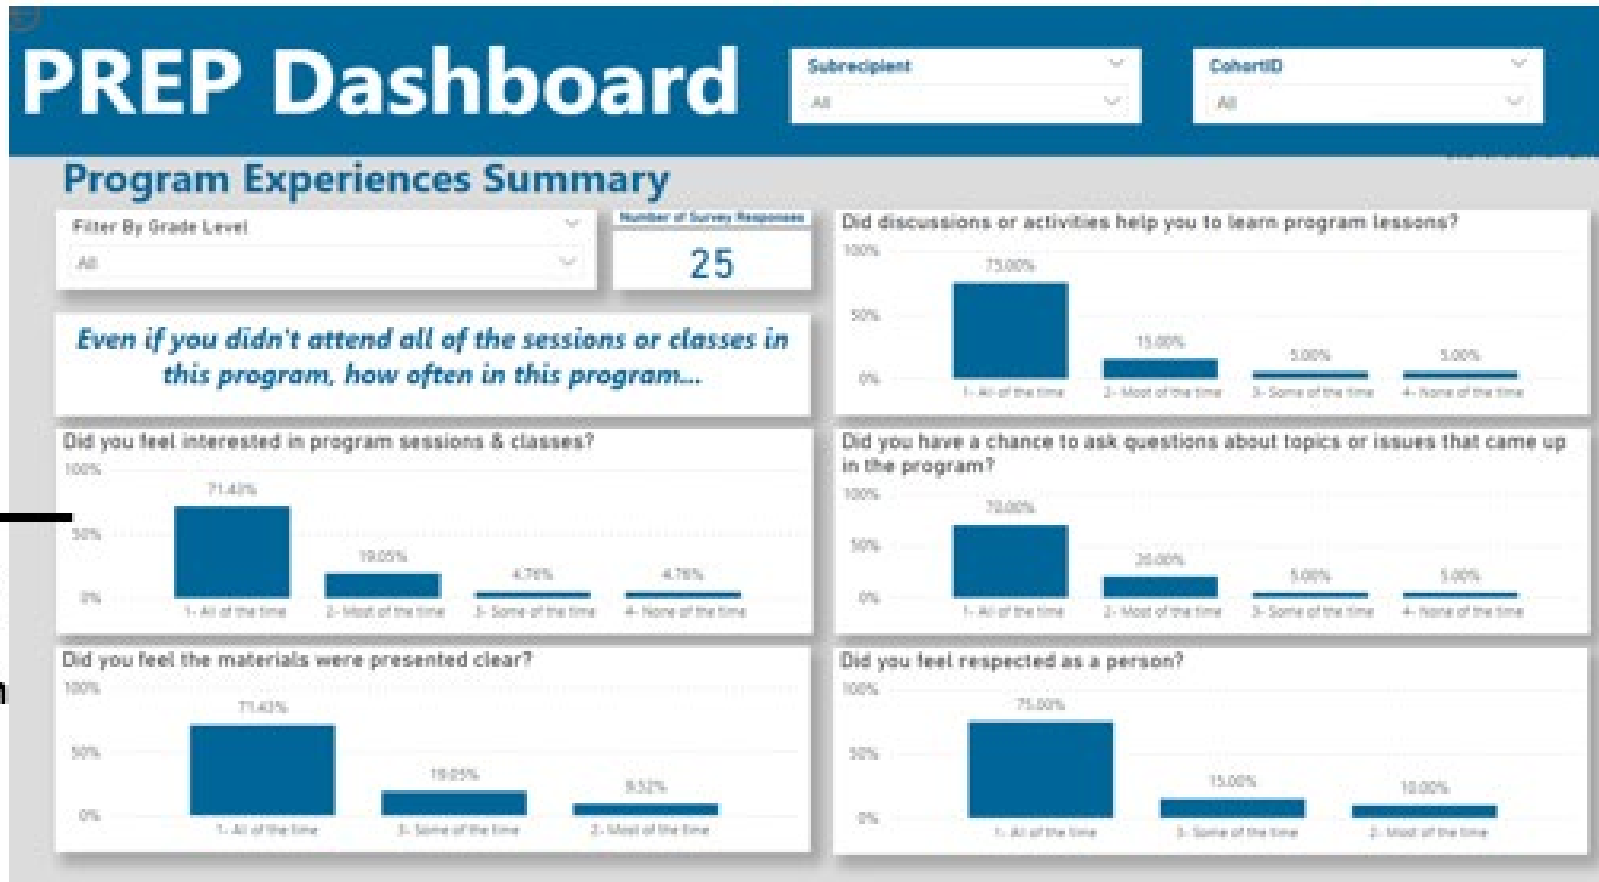 PREP Dashboard
Subrecipient
All
CohortID
All
Program Experiences Summary
Filter By Grade Level
All
Number of Survey Responses
25
Even if you didn't attend all of the sessions or classes in
this program, how often in this program...
Did discussions or activities help you to learn program lessons?
100%
50%
0%
75.00%
15.00%
5.00%
5.00%
1- All of the time
2- Most of the time
3- Some of the time
4- None of the time
Did you feel interested in program sessions & classes?
100%
50%
0%
71.43%
19.05%
4.76%
4.76%
1- All of the time
2- Most of the time
3- Some of the time
4- None of the time
Did you have a chance to ask questions about topics or issues that came up
in the program?
100%
50%
0%
70.00%
20.00%
5.00%
5.00%
1- All of the time
2- Most of the time
3- Some of the time
4- None of the time
Did you feel the materials were presented clear?
100%
50%
0%
71.43%
19.05%
9.52%
1- All of the time
3- Some of the time
2- Most of the time
Did you feel respected as a person?
100%
50%
0%
75.00%
15.00%
10.00%
1- All of the time
3- Some of the time
2- Most of the time